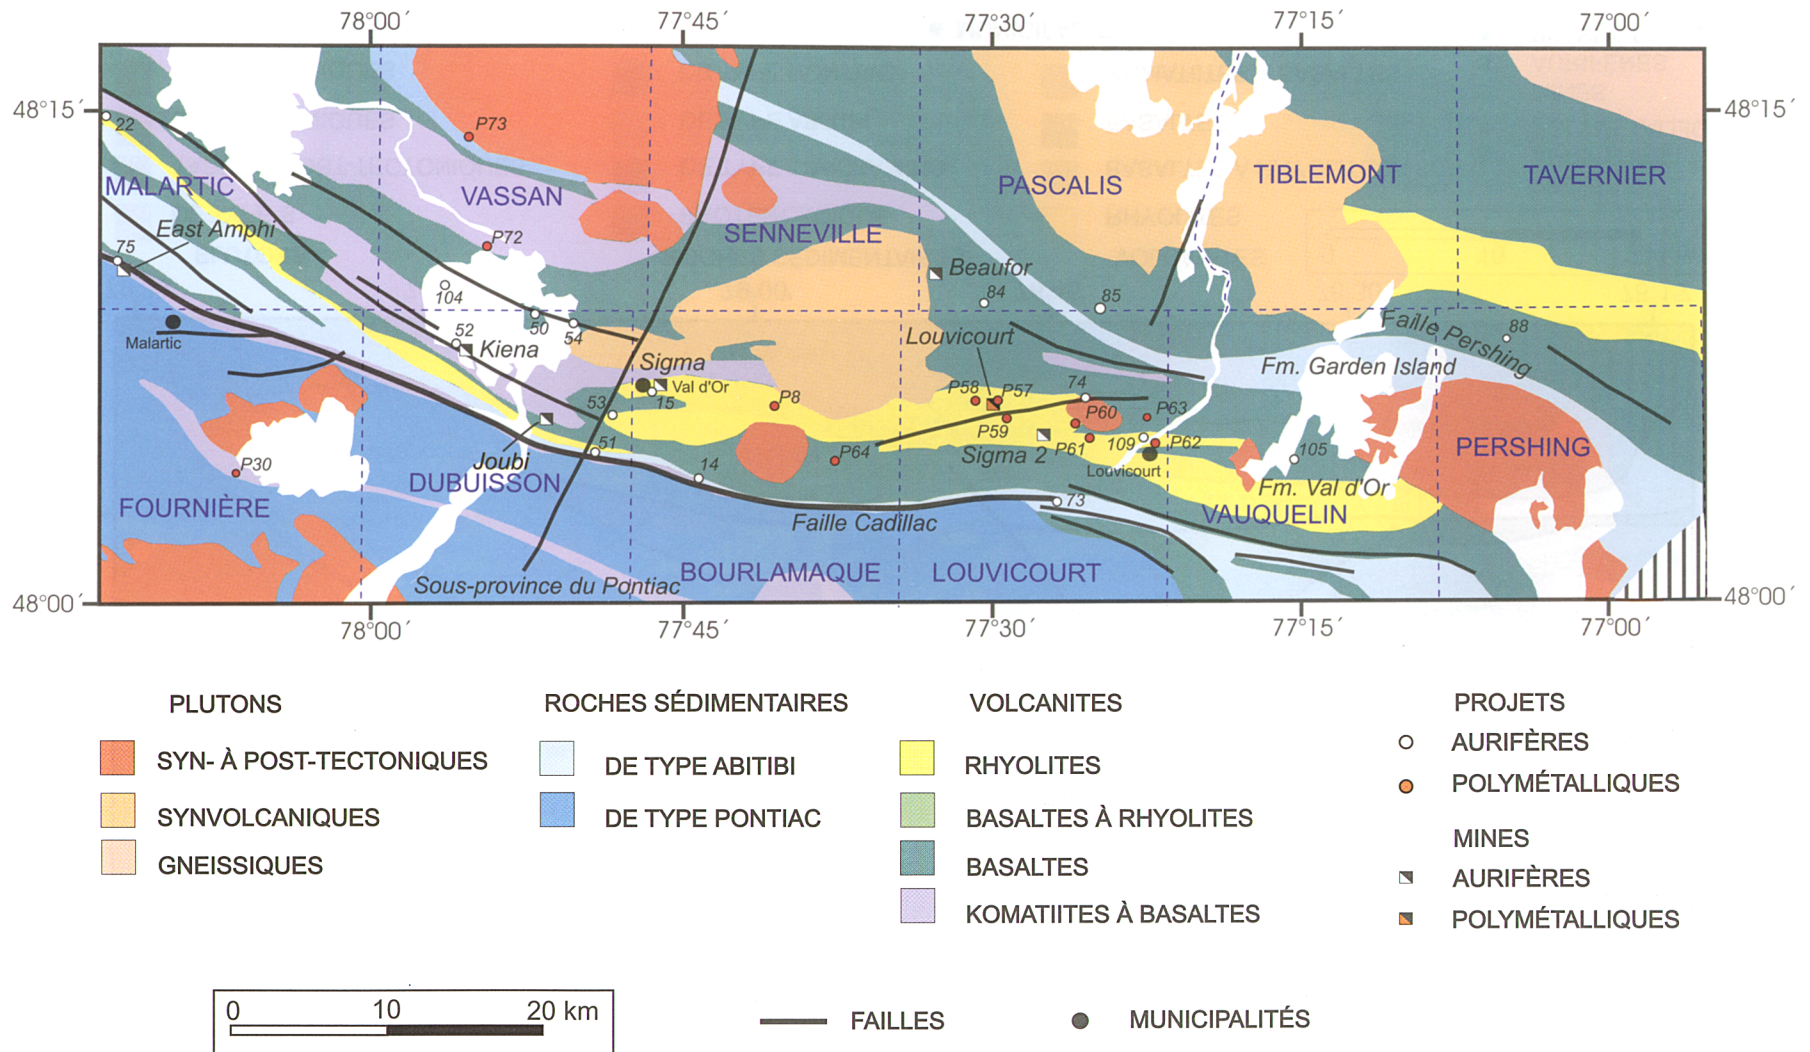 78°00´ 77°45´ 77°30´ 77°15´ 77°00´
48°15´ 48°15´
22
P73
MALARTIC
VASSAN
PASCALIS
TIBLEMONT
TAVERNIER
East Amphi
SENNEVILLE
75
P72
Beaufor
104
84
85
50
54
52
Kiena
Malartic
Louvicourt
Faille Pershing
88
Sigma
Val d'Or
15
53
Fm. Garden Island
P8
P58
P57
74
P59
P60
P63
P61
109
P62
Louvicourt
Sigma 2
51
P64
14
105
PERSHING
P30
Joubi
DUBUISSON
FOURNIÈRE
Faille Cadillac
73
Fm. Val d'Or
VAUQUELIN
Sous-province du Pontiac
BOURLAMAQUE
LOUVICOURT
48°00´ 48°00´
78°00´ 77°45´ 77°30´ 77°15´ 77°00´
PLUTONS
SYN- À POST-TECTONIQUES
SYNVOLCANIQUES
GNEISSIQUES
ROCHES SÉDIMENTAIRES
DE TYPE ABITIBI
DE TYPE PONTIAC
VOLCANITES
RHYOLITES
BASALTES À RHYOLITES
BASALTES
KOMATIITES À BASALTES
PROJETS
AURIFÈRES
POLYMÉTALLIQUES
MINES
AURIFÈRES
POLYMÉTALLIQUES
0 10 20 km
FAILLES
MUNICIPALITÉS